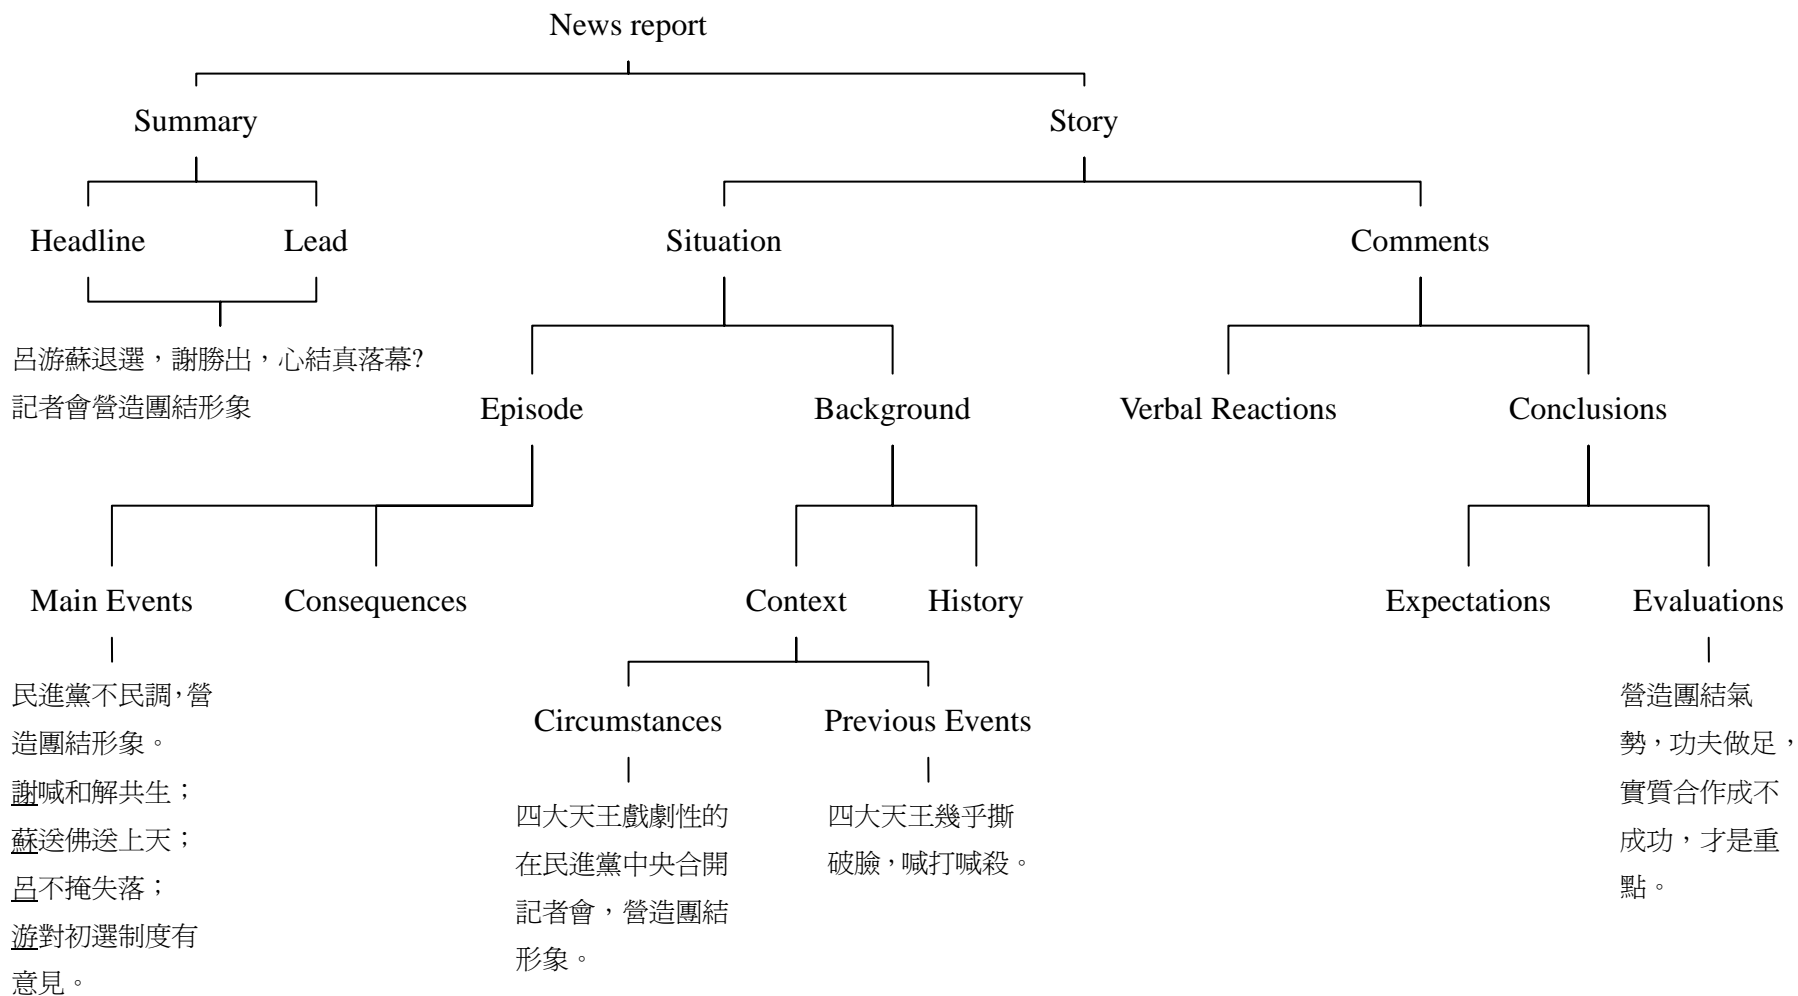 News report
Summary
Story
Headline
Lead
Situation
Comments
呂游蘇退選，謝勝出，心結真落幕?
記者會營造團結形象
Episode
Background
Verbal Reactions
Conclusions
Main Events
Consequences
Context
History
Expectations
Evaluations
民進黨不民調，營
造團結形象。
謝喊和解共生；
蘇送佛送上天；
呂不掩失落；
游對初選制度有
意見。
Circumstances
Previous Events
四大天王戲劇性的
在民進黨中央合開
記者會，營造團結
形象。
四大天王幾乎撕
破臉，喊打喊殺。
營造團結氣
勢，功夫做足，
實質合作成不
成功，才是重
點。